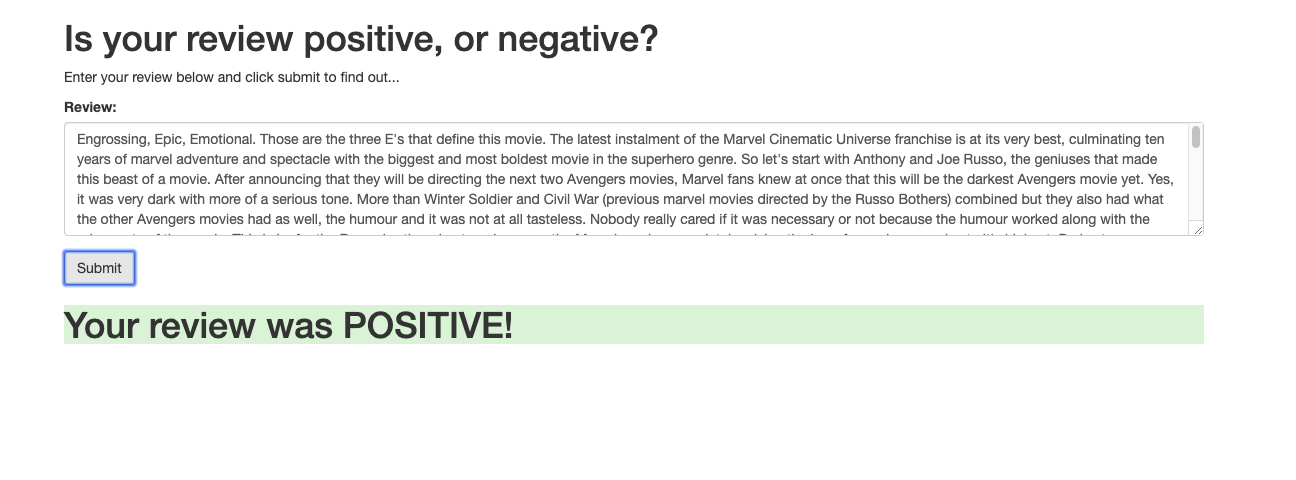 Is your review positive, or negative?
Enter your review below and click submit to find out...
Review:
Engrossing, Epic, Emotional. Those are the three E's that define this movie. The latest instalment of the Marvel Cinematic Universe franchise is at its very best, culminating ten
years of marvel adventure and spectacle with the biggest and most boldest movie in the superhero genre. So let's start with Anthony and Joe Russo, the geniuses that made
this beast of a movie. After announcing that they will be directing the next two Avengers movies, Marvel fans knew at once that this will be the darkest Avengers movie yet. Yes,
it was very dark with more of a serious tone. More than Winter Soldier and Civil War (previous marvel movies directed by the Russo Bothers) combined but they also had what
the other Avengers movies had as well, the humour and it was not at all tasteless. Nobody really cared if it was necessary or not because the humour worked along with the
Submit
Your review was POSITIVE!